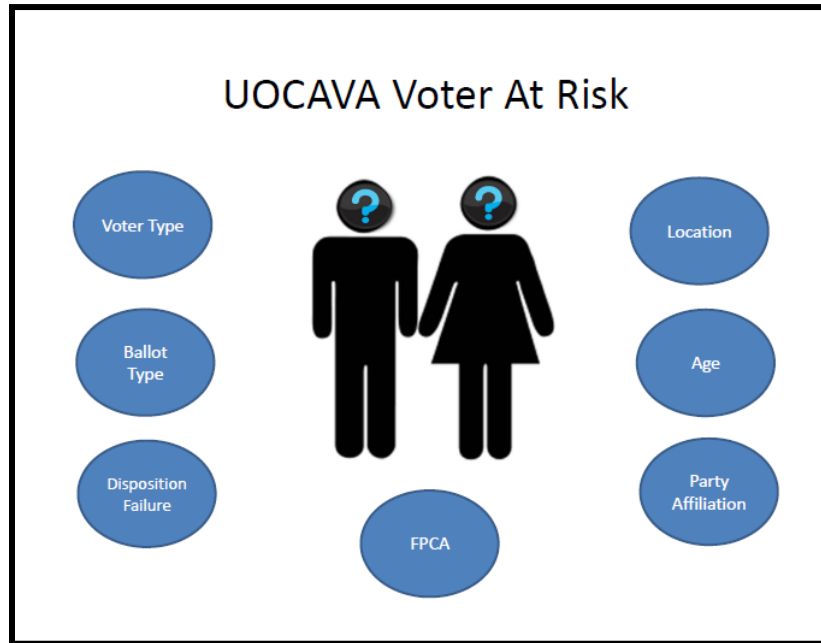 UOCAVA Voter At Risk
?
?
Voter Type
Location
Ballot
Type
Age
Disposition
Failure
Party
Affiliation
FPCA